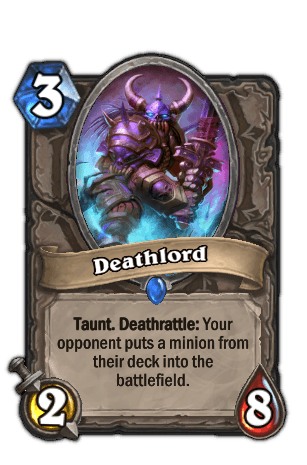 3
Deathlord
Taunt. Deathrattle: Your
opponent puts a minion from
their deck into the
battlefield.
2
8